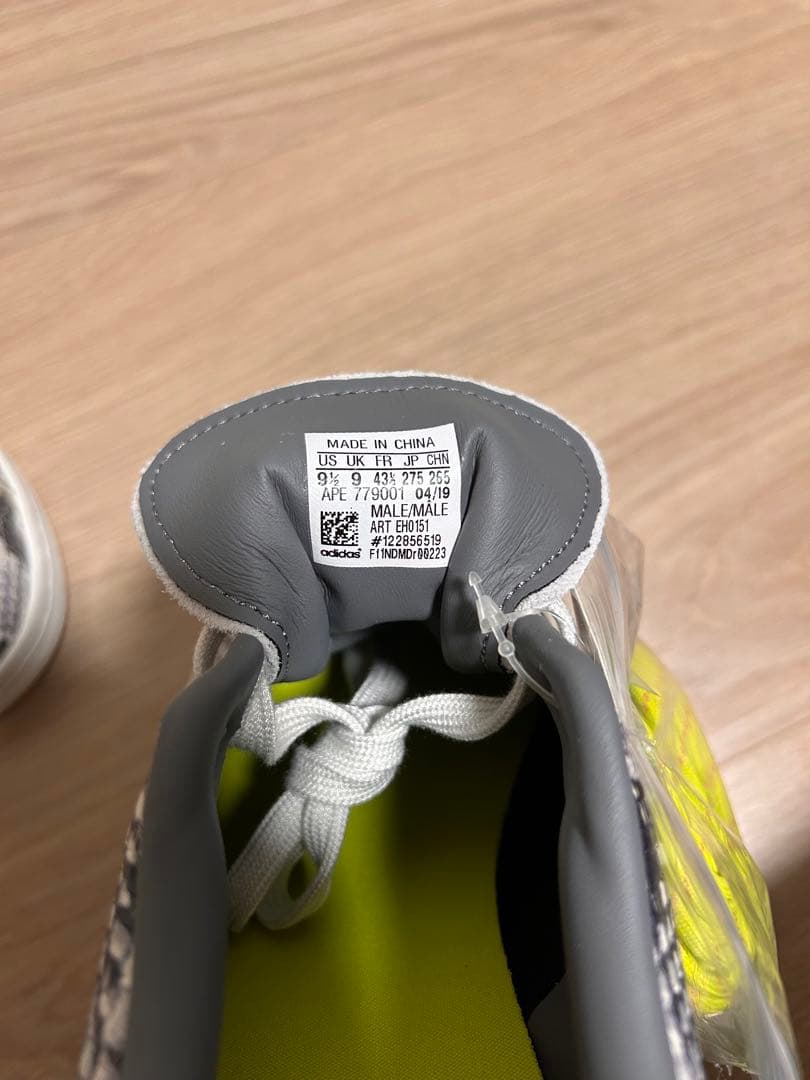 MADE IN CHINA
US UK FR JP CHN
9½ 9 43⅓ 275 265
APE 779001 04/19
MALE/MÂLE
ART EH0151
#122856519
adidas F11NDMDr00223